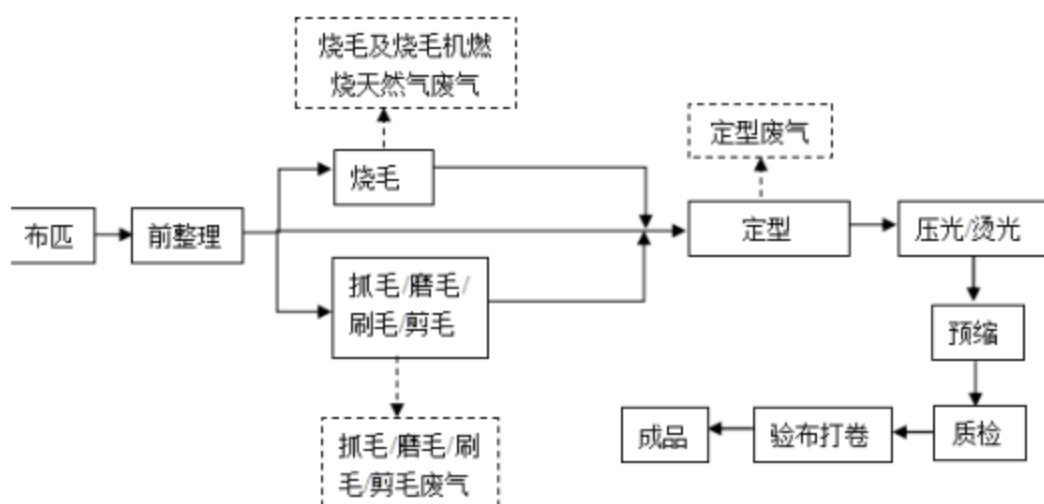 烧毛及烧毛机燃
烧天然气废气
定型废气
烧毛
布匹
前整理
定型
压光/烫光
抓毛/磨毛/
刷毛/剪毛
预缩
成品
验布打卷
质检
抓毛/磨毛/刷
毛/剪毛废气